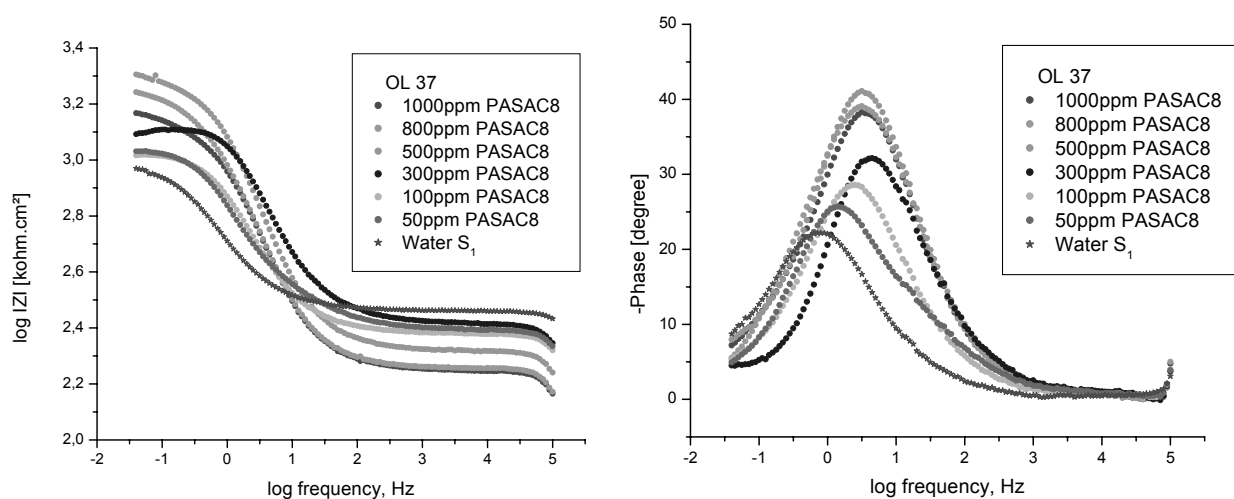 3,4
3,2
3,0
2,8
2,6
2,4
2,2
2,0
-2 -1 0 1 2 3 4 5
log IZI [kohm.cm²]
log frequency, Hz
OL 37
1000ppm PASAC8
800ppm PASAC8
500ppm PASAC8
300ppm PASAC8
100ppm PASAC8
50ppm PASAC8
Water S1
50
40
30
20
10
0
-2 -1 0 1 2 3 4 5
-Phase [degree]
log frequency, Hz
OL 37
1000ppm PASAC8
800ppm PASAC8
500ppm PASAC8
300ppm PASAC8
100ppm PASAC8
50ppm PASAC8
Water S1